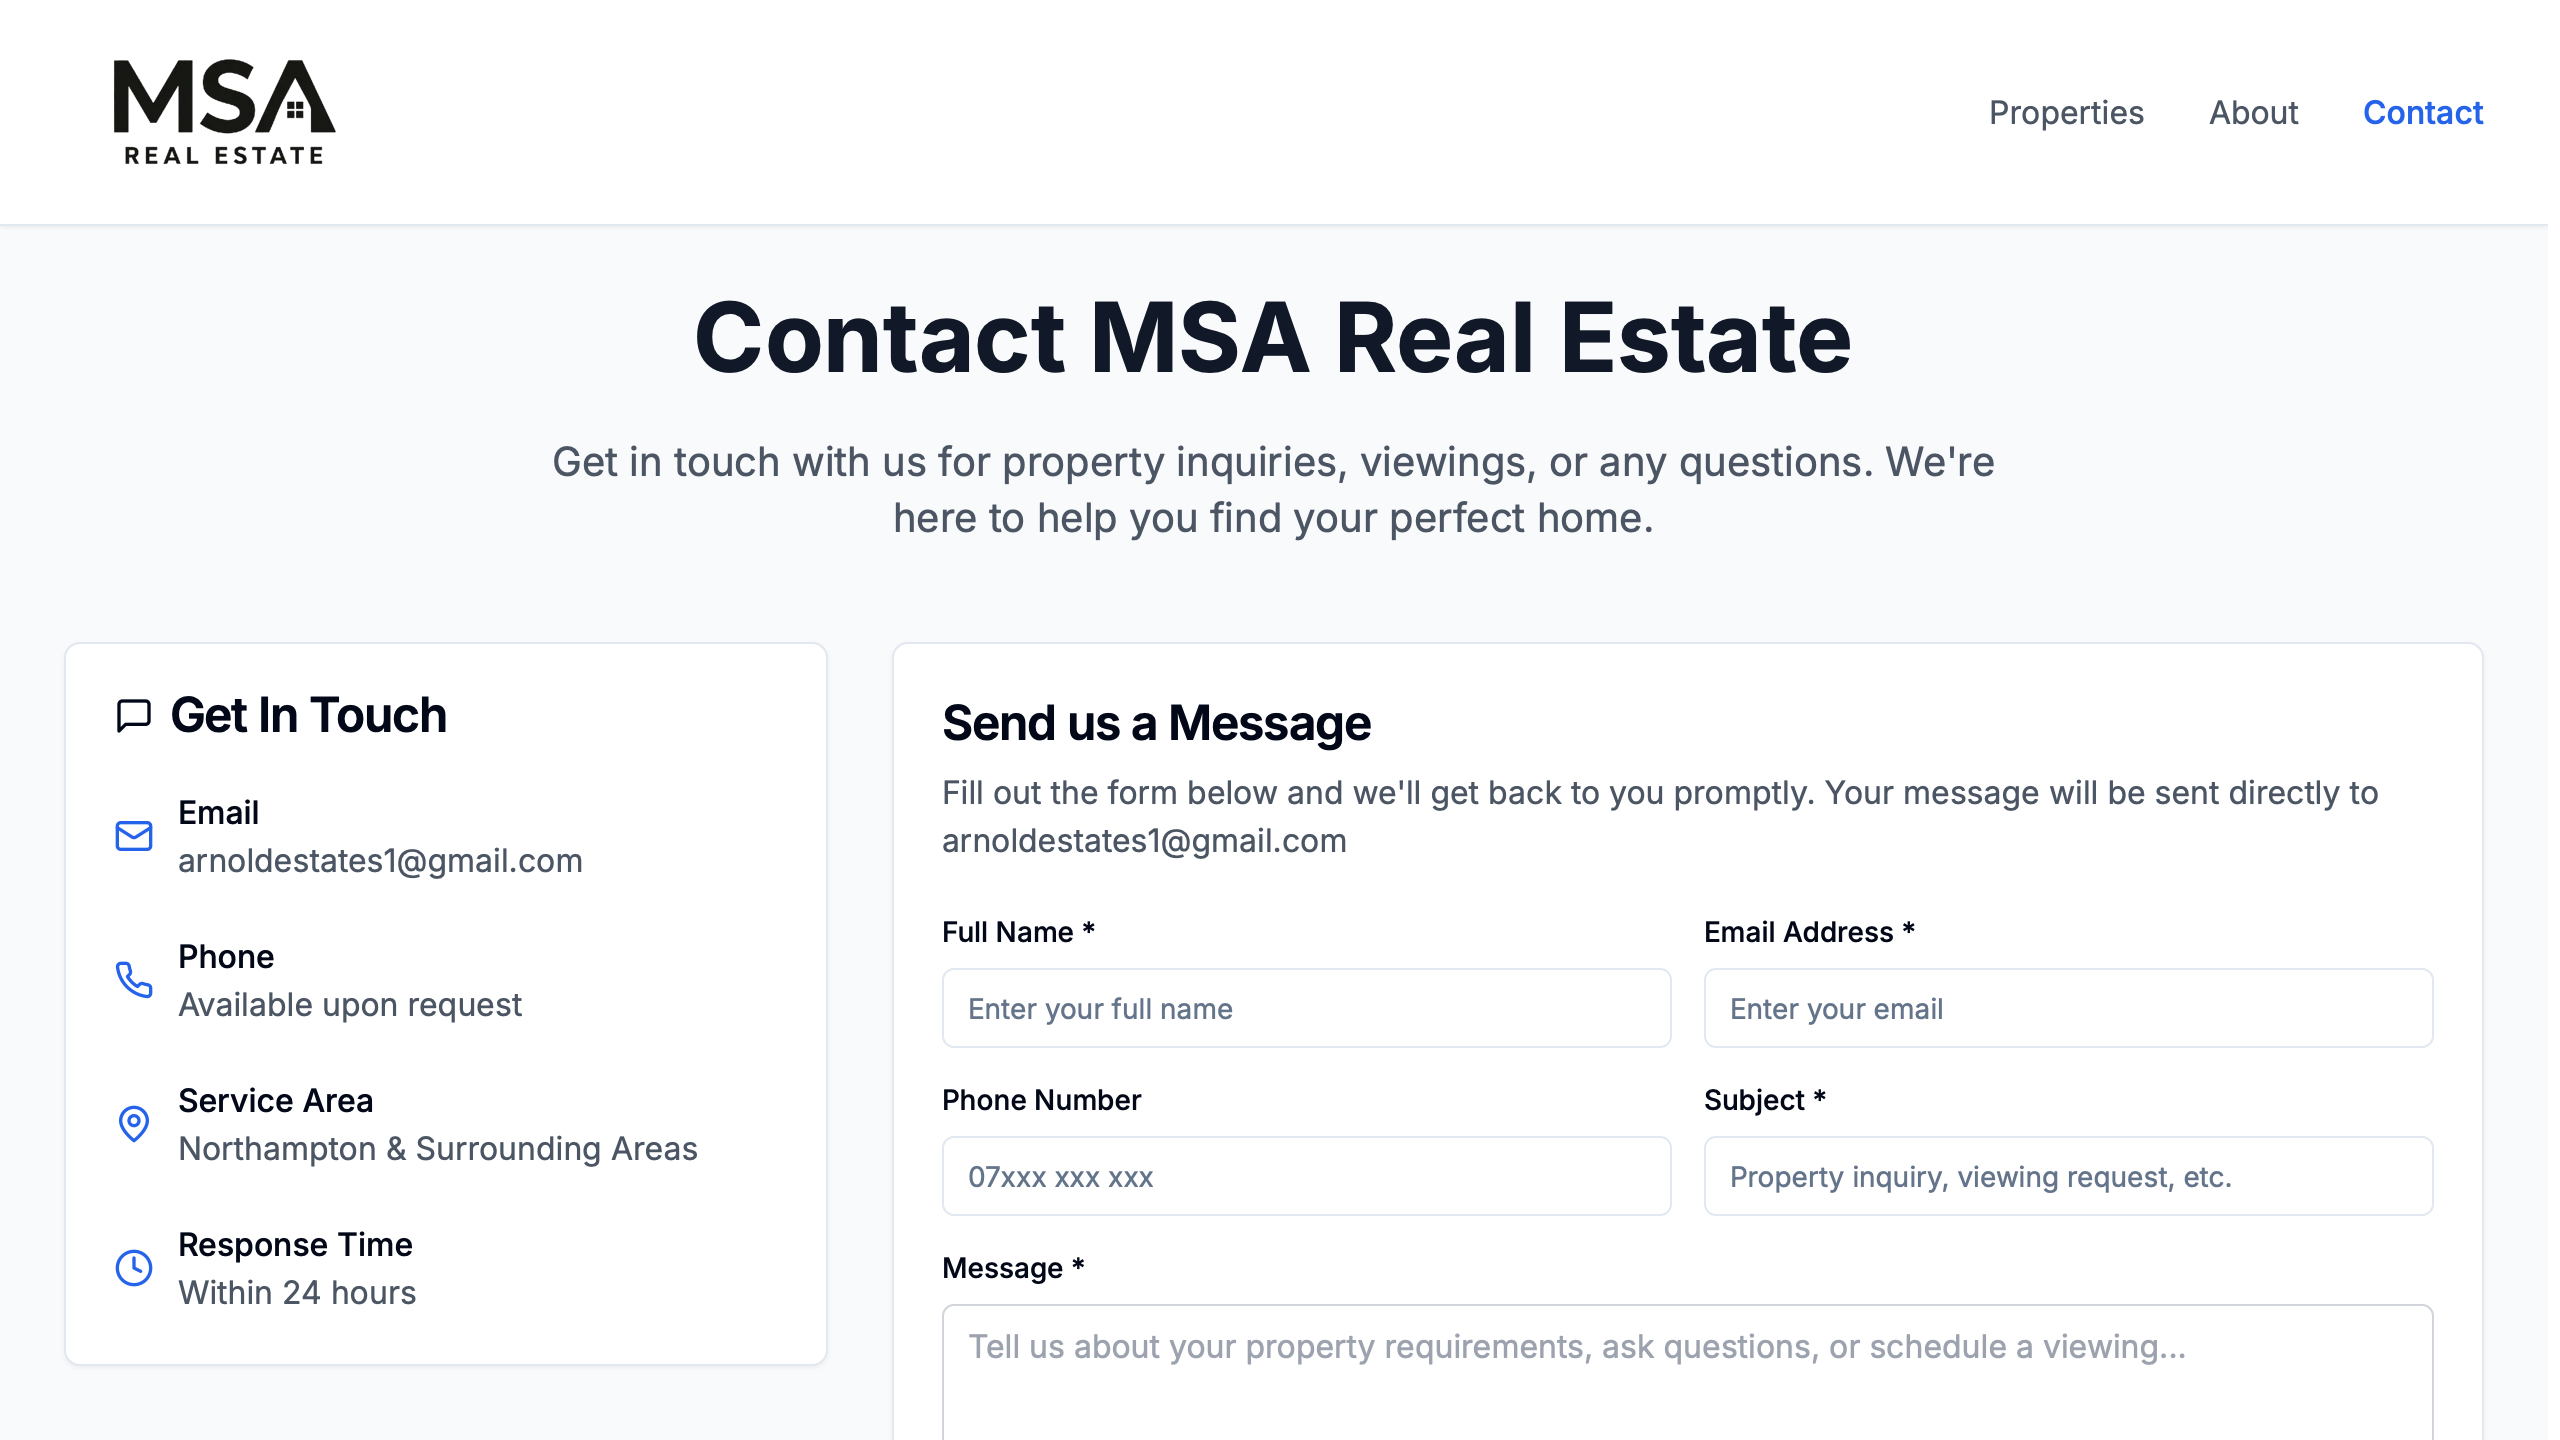 MSA
REAL ESTATE
Properties
About
Contact
Contact MSA Real Estate
Get in touch with us for property inquiries, viewings, or any questions. We're
here to help you find your perfect home.
Get In Touch
Email
arnoldestates1@gmail.com
Phone
Available upon request
Service Area
Northampton & Surrounding Areas
Response Time
Within 24 hours
Send us a Message
Fill out the form below and we'll get back to you promptly. Your message will be sent directly to
arnoldestates1@gmail.com
Full Name *
Enter your full name
Email Address *
Enter your email
Phone Number
07xxx xxx xxx
Subject *
Property inquiry, viewing request, etc.
Message *
Tell us about your property requirements, ask questions, or schedule a viewing...